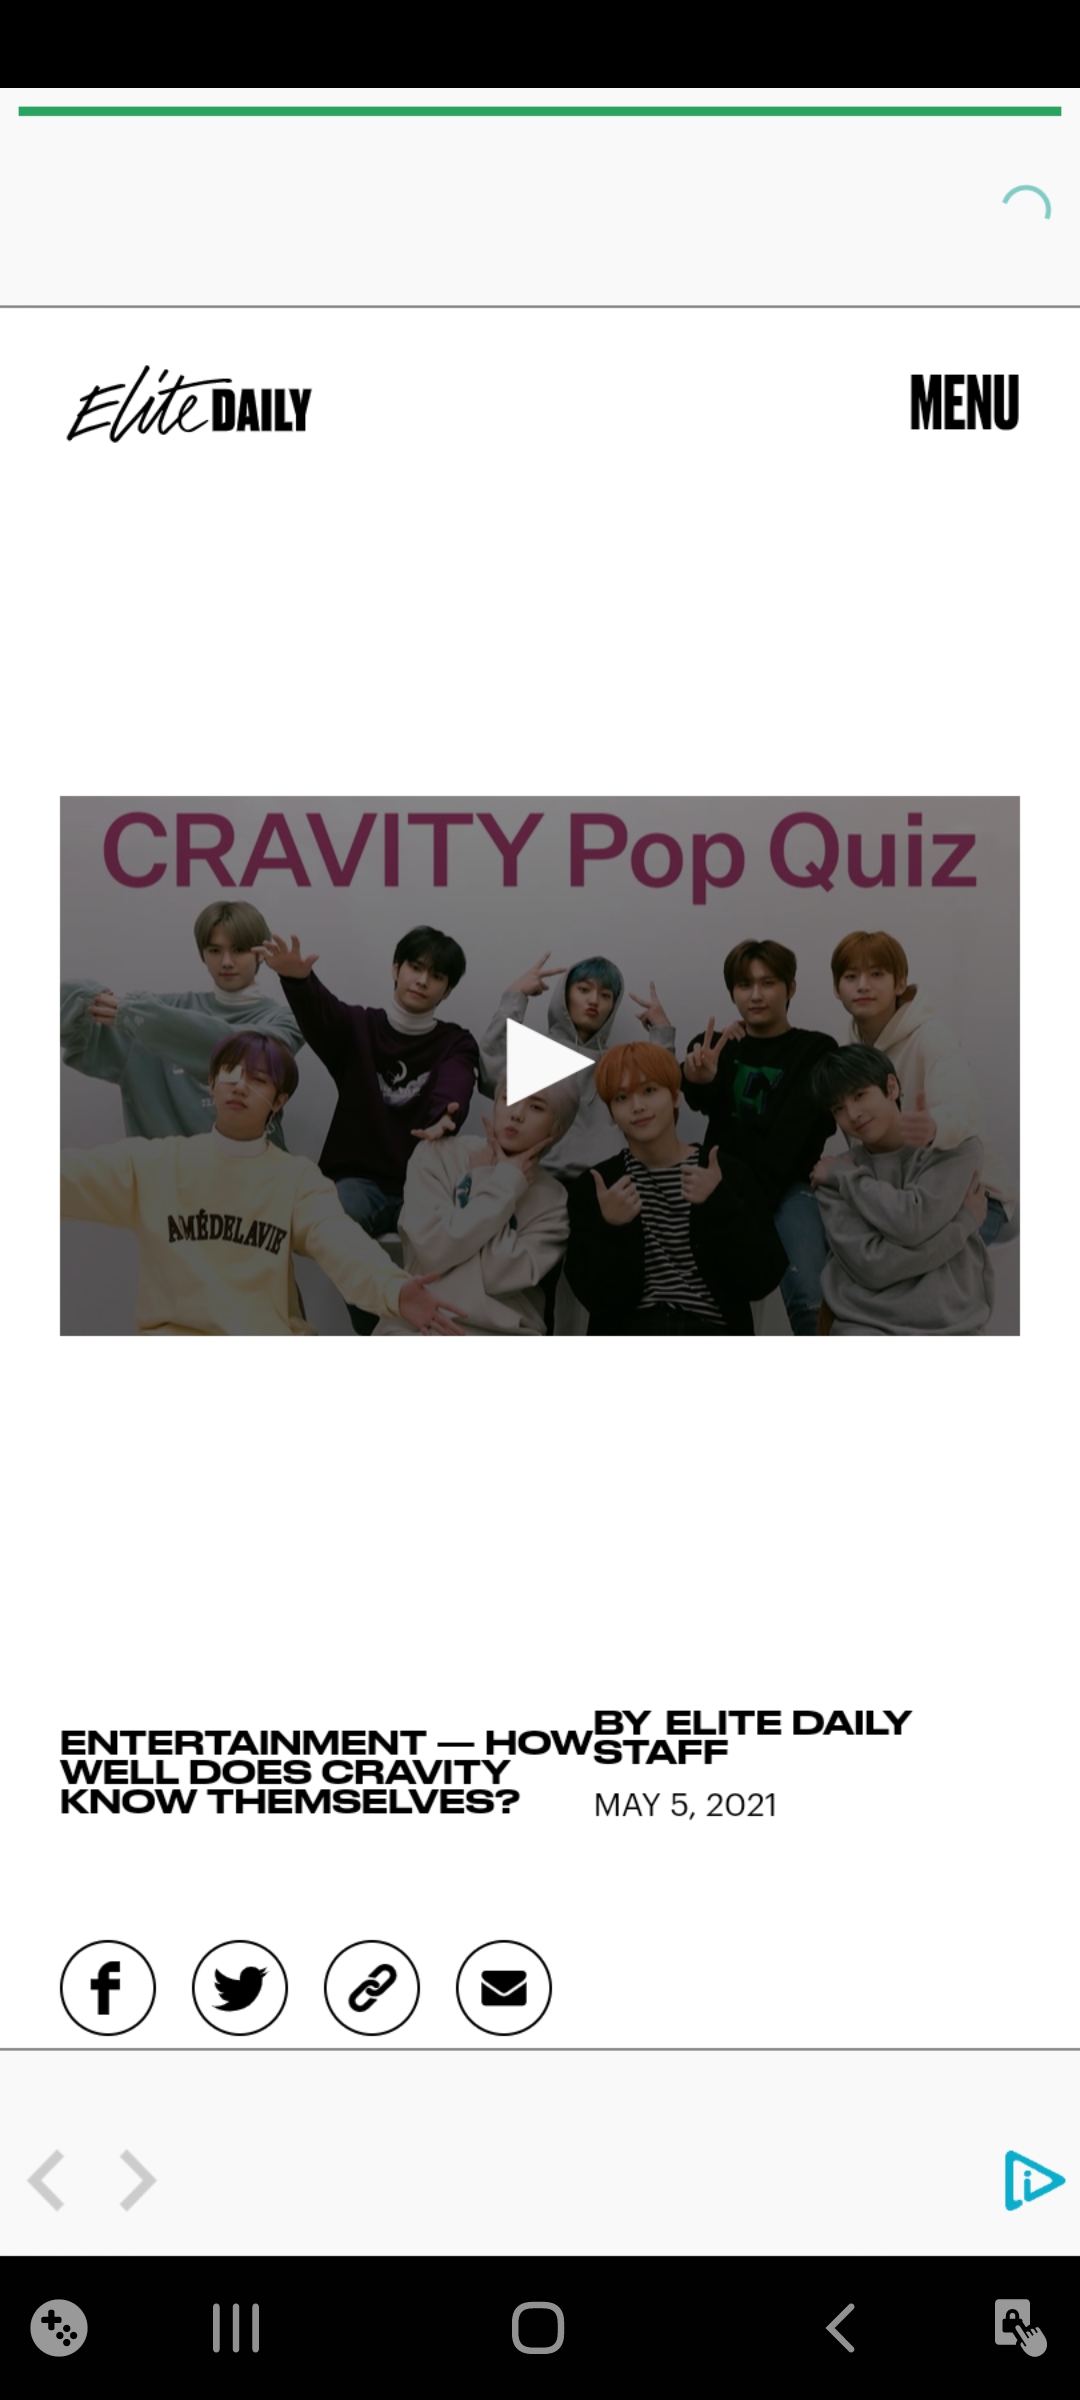 Elite DAILY
MENU
CRAVITY Pop Quiz
AMÉDELAVIE
ENTERTAINMENT — HOW
WELL DOES CRAVITY
KNOW THEMSELVES?
BY ELITE DAILY
STAFF
MAY 5, 2021